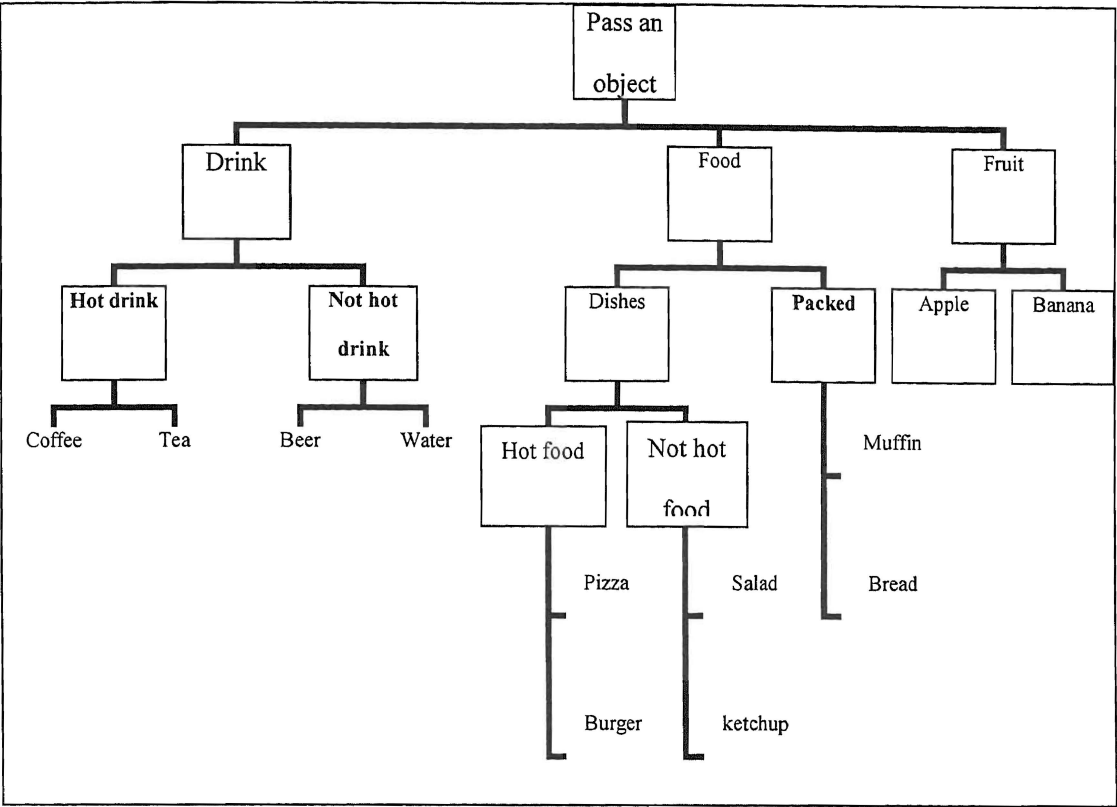 Pass an
object
Drink
Food
Fruit
Hot drink
Not hot
drink
Dishes
Packed
Apple
Banana
Coffee
Tea
Beer
Water
Hot food
Not hot
food
Muffin
Pizza
Salad
Bread
Burger
ketchup